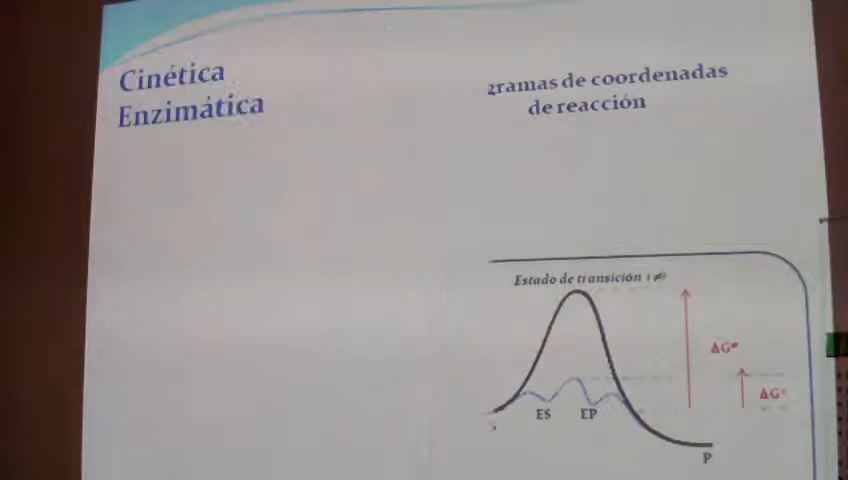 Cinética
Enzimática
gramas de coordenadas
de reacción
Estado de transición (≠)
ΔG
ΔG
ES EP
S
P